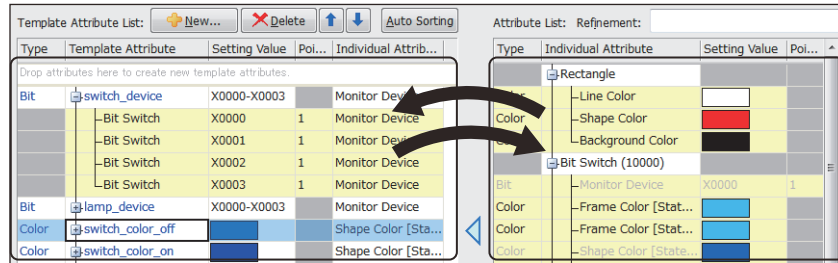 Template Attribute List: New... Delete Auto Sorting
Type Template Attribute Setting Value Poi... Individual Attrib...
Drop attributes here to create new template attributes.
Bit switch_device X0000-X0003 Monitor Device
Bit Switch X0000 1 Monitor Device
Bit Switch X0001 1 Monitor Device
Bit Switch X0002 1 Monitor Device
Bit Switch X0003 1 Monitor Device
Bit lamp_device X0000-X0003 Monitor Device
Color switch_color_off Shape Color [Sta...
Color switch_color_on Shape Color [Sta...
Attribute List: Refinement:
Type Individual Attribute Setting Value Poi...
Rectangle
Color Line Color
Color Shape Color
Background Color
Bit Switch (10000)
Bit Monitor Device X0000 1
Color Frame Color [Stat...
Color Frame Color [Stat...
Color Shape Color [State...